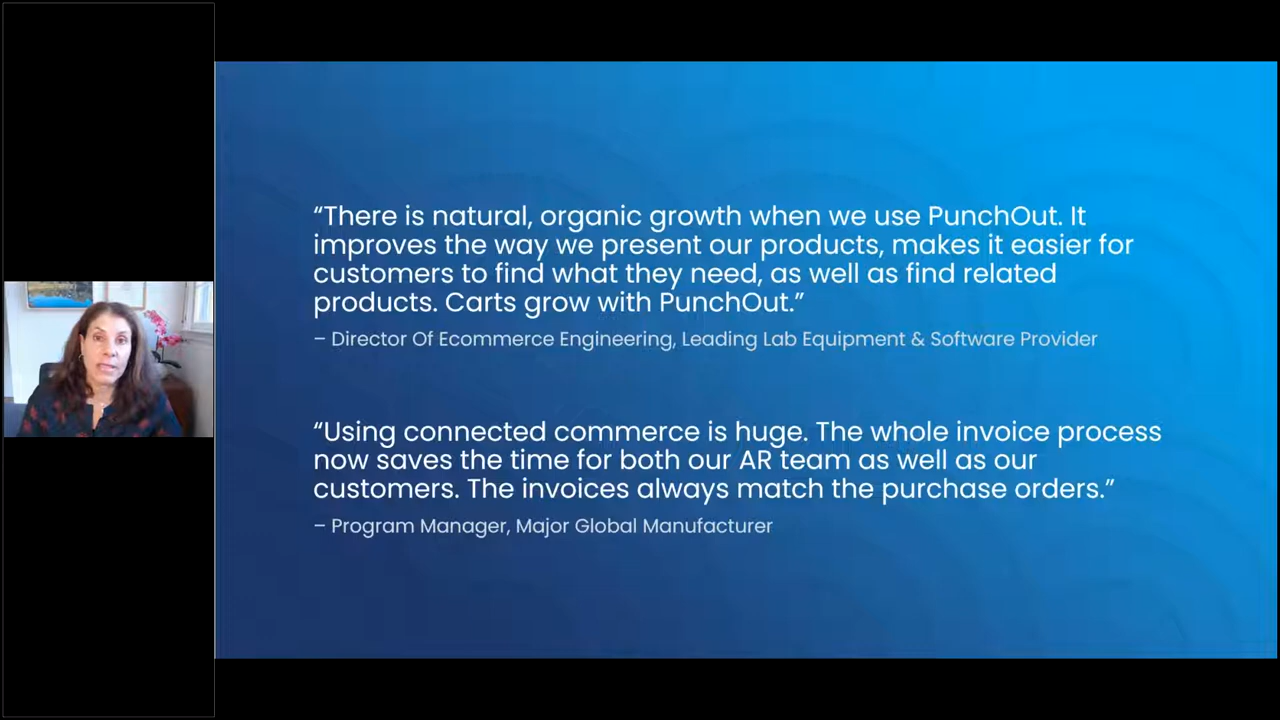 “There is natural, organic growth when we use PunchOut. It
improves the way we present our products, makes it easier for
customers to find what they need, as well as find related
products. Carts grow with PunchOut.”
– Director Of Ecommerce Engineering, Leading Lab Equipment & Software Provider
“Using connected commerce is huge. The whole invoice process
now saves the time for both our AR team as well as our
customers. The invoices always match the purchase orders.”
– Program Manager, Major Global Manufacturer